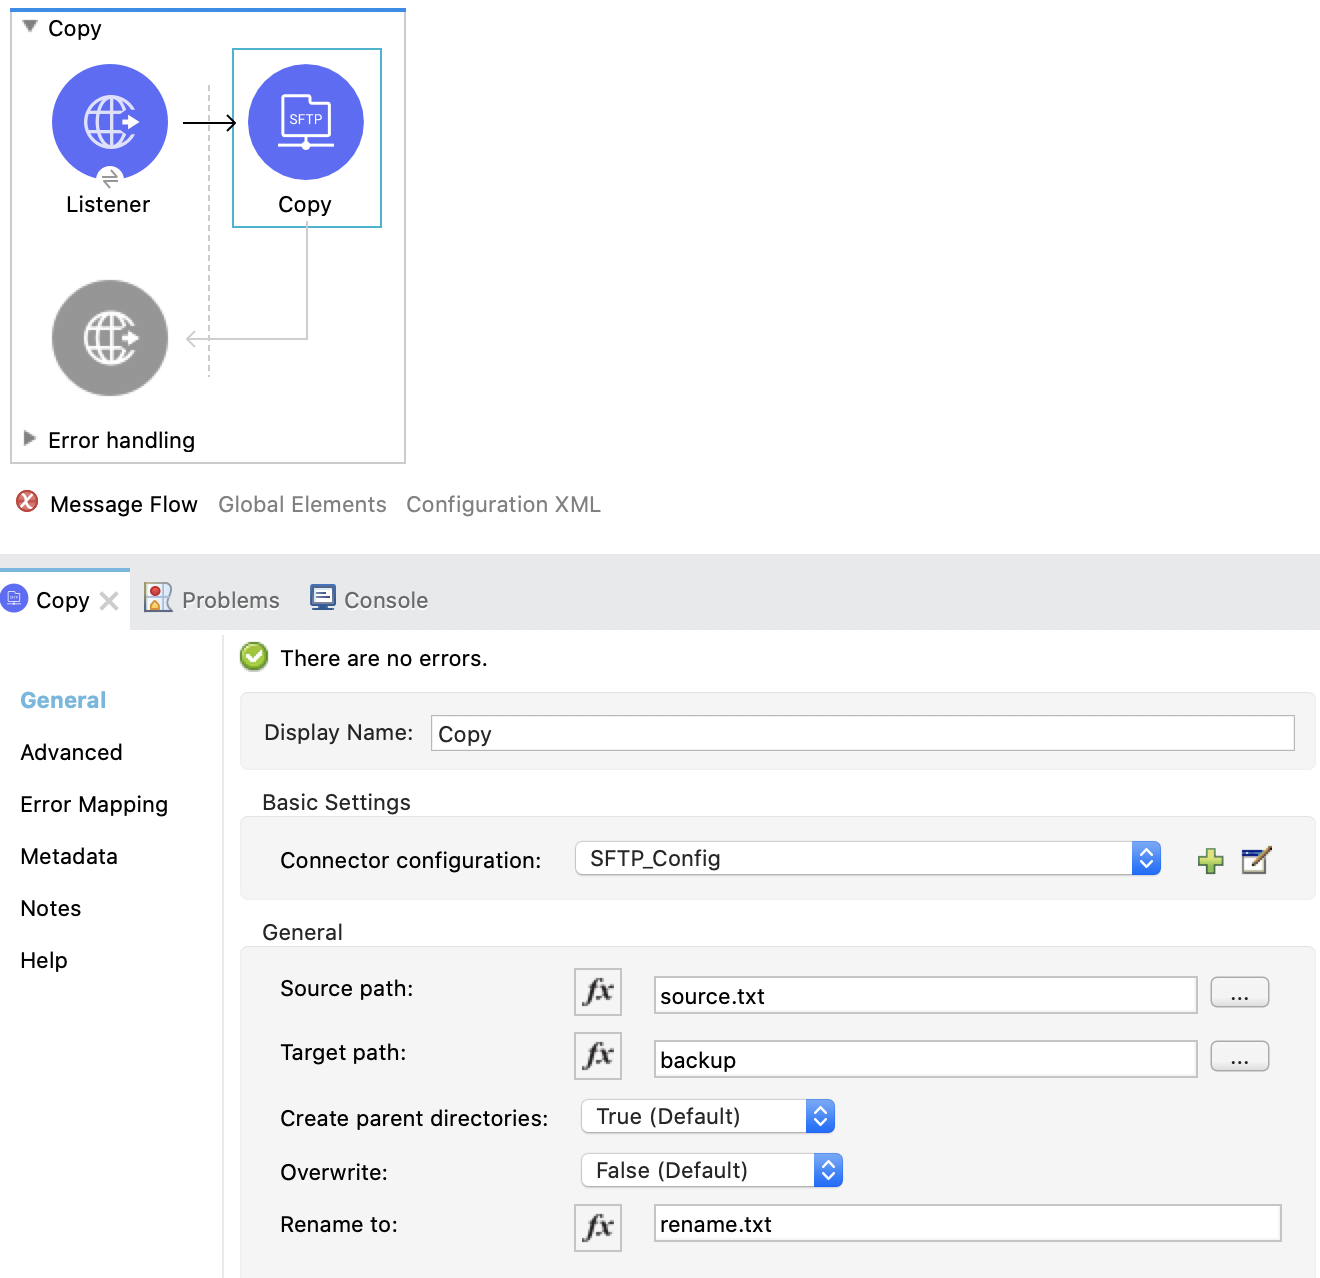 Copy
SFTP
Listener
Copy
Error handling
Message Flow Global Elements Configuration XML
Copy Problems Console
There are no errors.
General
Advanced
Error Mapping
Metadata
Notes
Help
Display Name: Copy
Basic Settings
Connector configuration: SFTP_Config
General
Source path: fx source.txt ...
Target path: fx backup ...
Create parent directories: True (Default)
Overwrite: False (Default)
Rename to: fx rename.txt